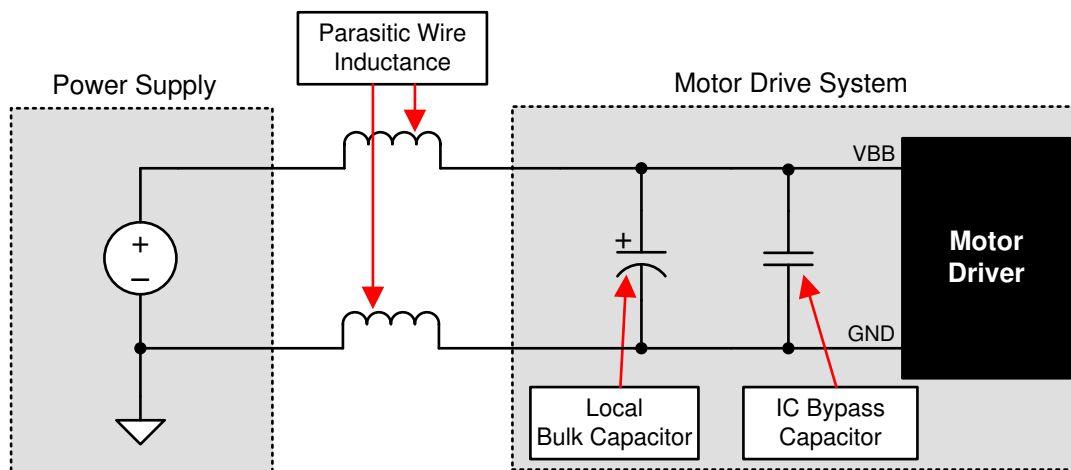 Parasitic Wire
Inductance
Power Supply
Motor Drive System
VBB
+
−
+
Motor
Driver
GND
Local
Bulk Capacitor
IC Bypass
Capacitor